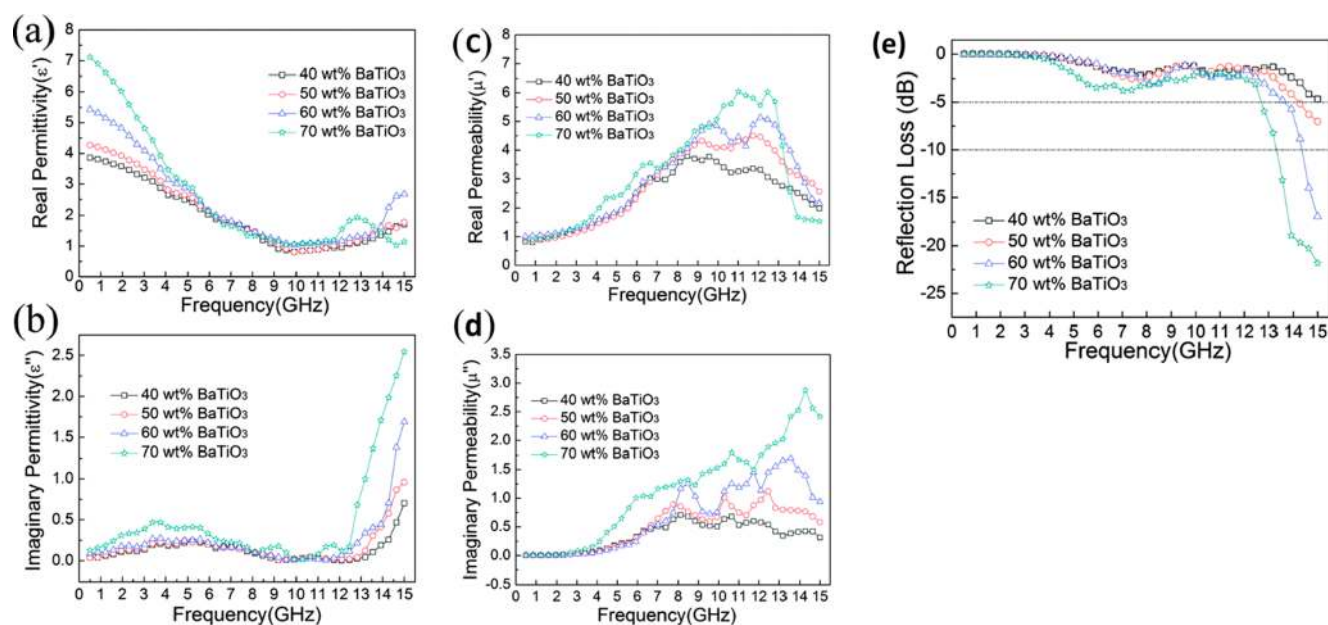 (a)
Real Permittivity(ε')
8
7
6
5
4
3
2
1
0
40 wt% BaTiO3
50 wt% BaTiO3
60 wt% BaTiO3
70 wt% BaTiO3
0 1 2 3 4 5 6 7 8 9 10 11 12 13 14 15
Frequency(GHz)
(b)
Imaginary Permittivity(ε")
2.5
2.0
1.5
1.0
0.5
0.0
40 wt% BaTiO3
50 wt% BaTiO3
60 wt% BaTiO3
70 wt% BaTiO3
0 1 2 3 4 5 6 7 8 9 10 11 12 13 14 15
Frequency(GHz)
(c)
Real Pemeability(μ')
8
7
6
5
4
3
2
1
0
40 wt% BaTiO3
50 wt% BaTiO3
60 wt% BaTiO3
70 wt% BaTiO3
0 1 2 3 4 5 6 7 8 9 10 11 12 13 14 15
Frequency(GHz)
(d)
Imaginary Permeability(μ")
3.5
3.0
2.5
2.0
1.5
1.0
0.5
0.0
-0.5
40 wt% BaTiO3
50 wt% BaTiO3
60 wt% BaTiO3
70 wt% BaTiO3
0 1 2 3 4 5 6 7 8 9 10 11 12 13 14 15
Frequency(GHz)
(e)
Reflection Loss (dB)
0
-5
-10
-15
-20
-25
40 wt% BaTiO3
50 wt% BaTiO3
60 wt% BaTiO3
70 wt% BaTiO3
0 1 2 3 4 5 6 7 8 9 10 11 12 13 14 15
Frequency(GHz)